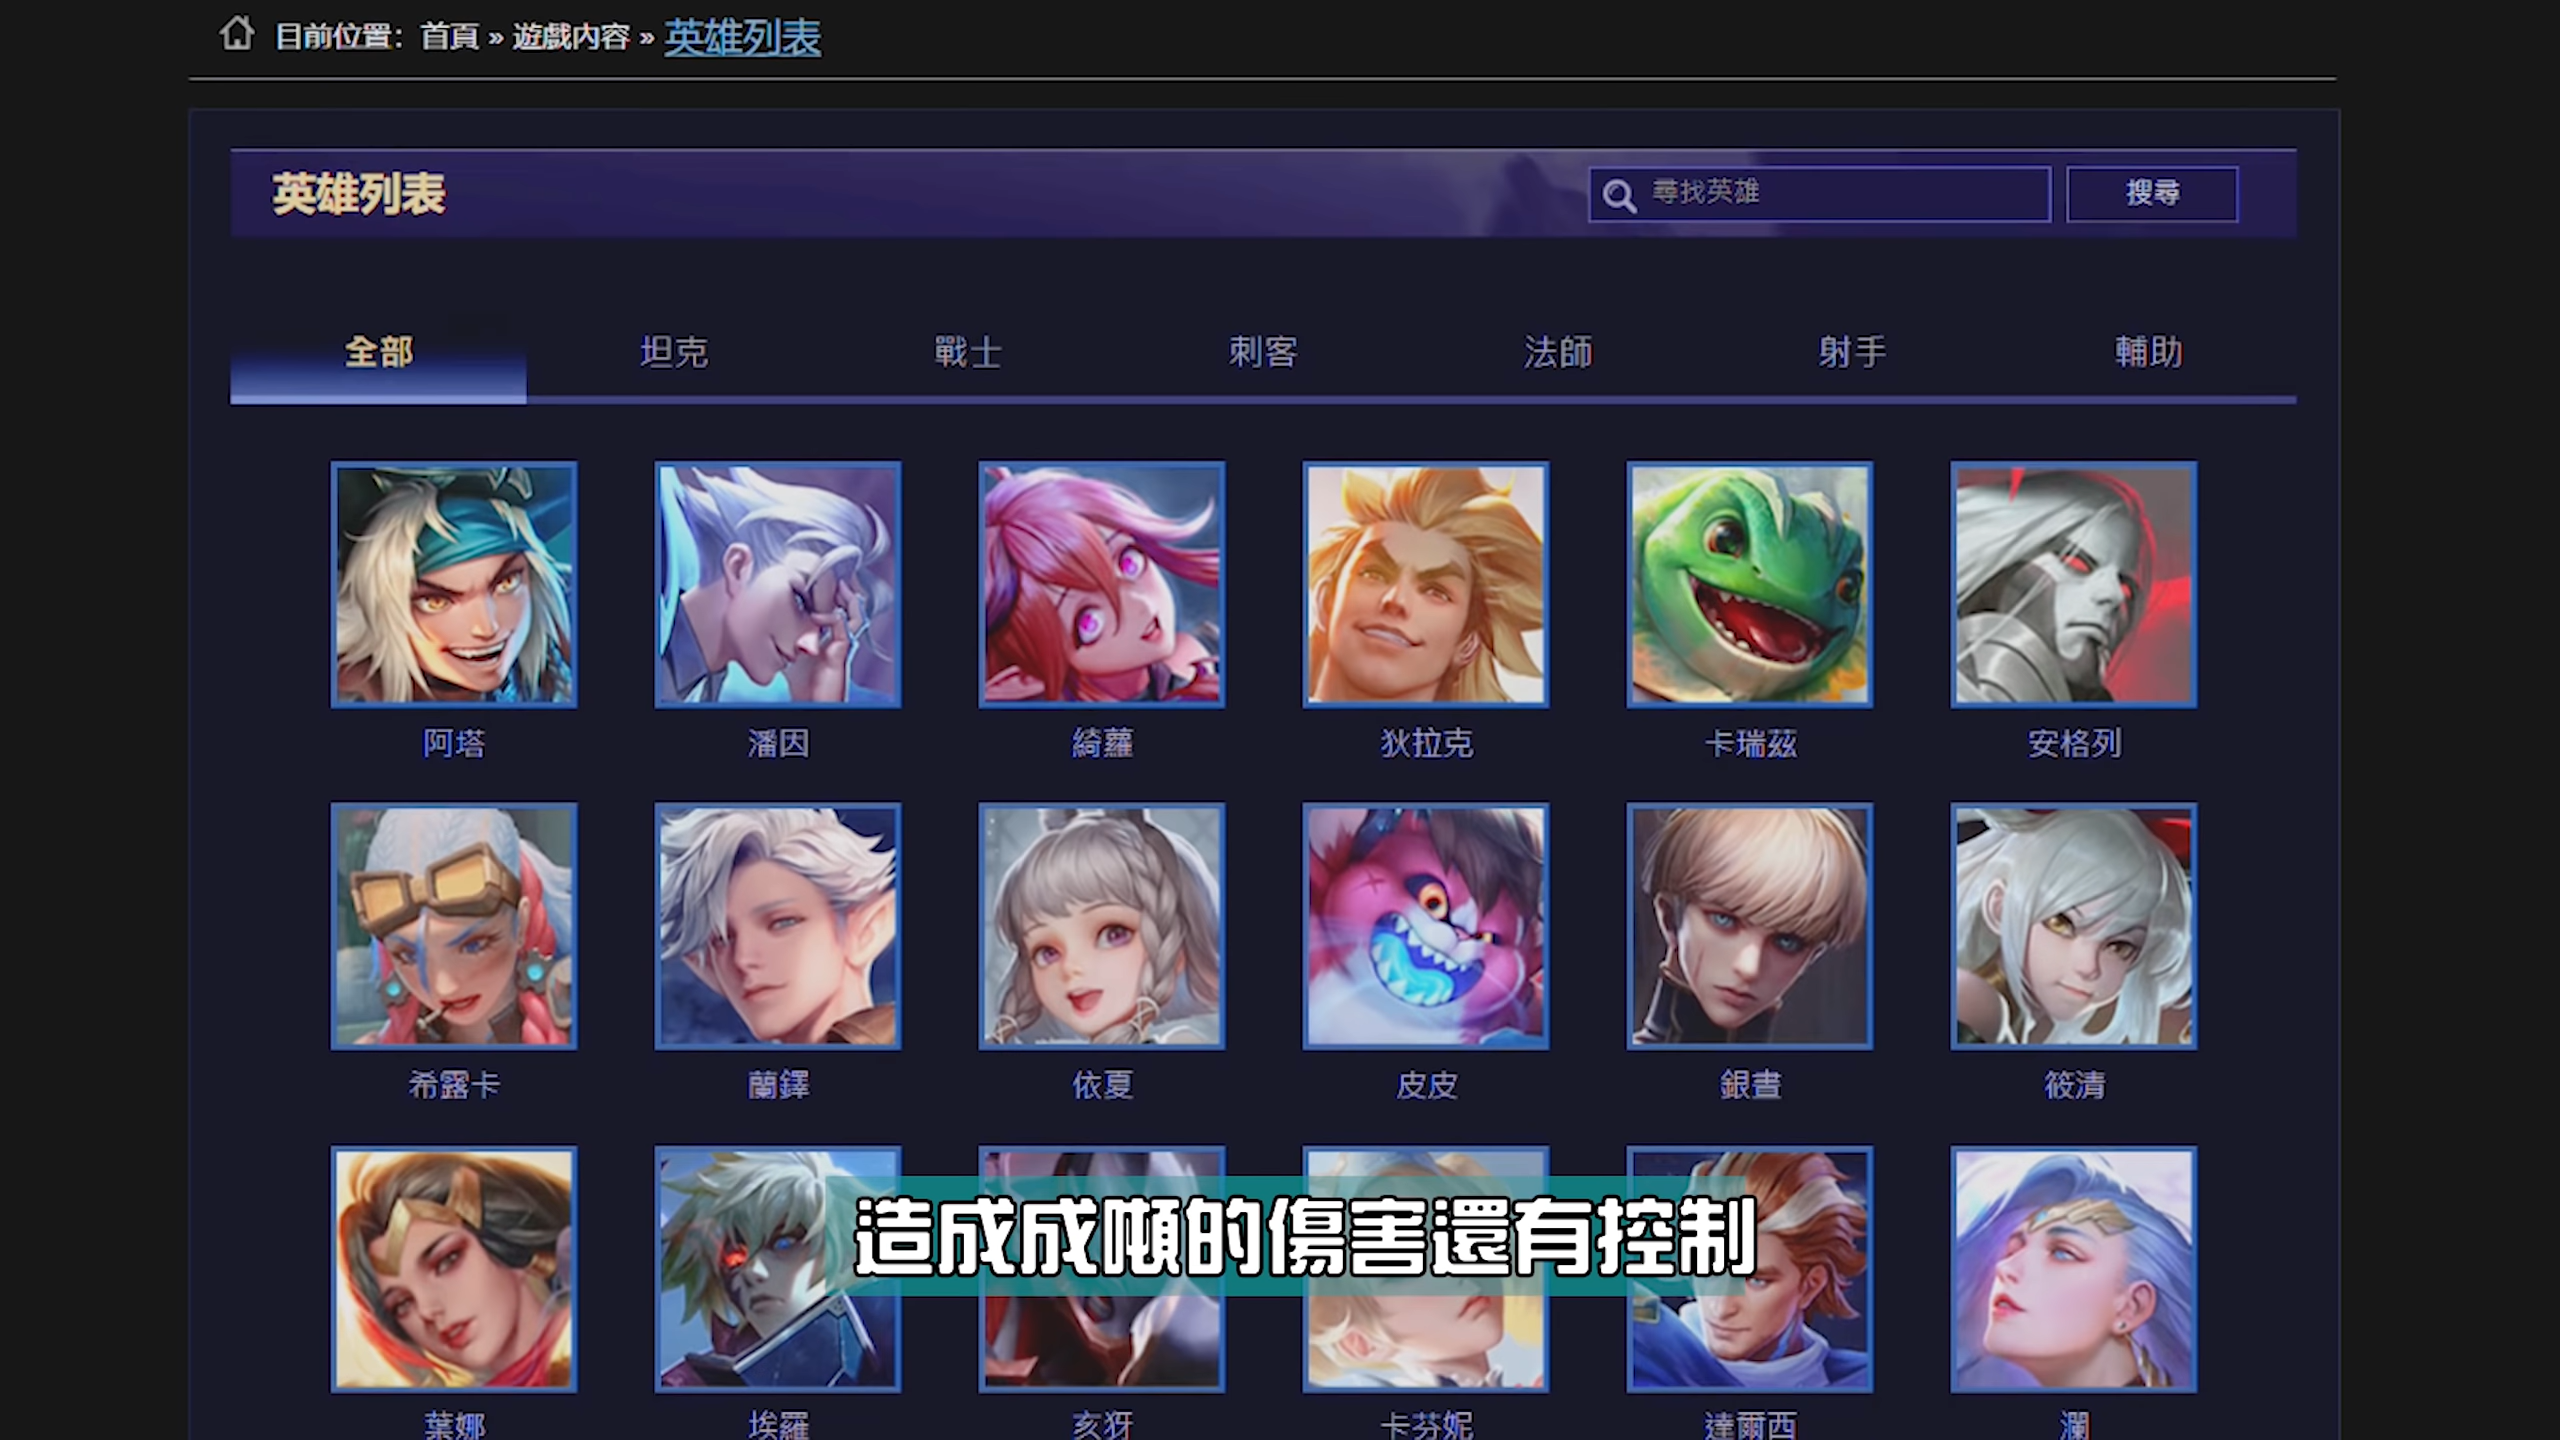 目前位置: 首頁 » 遊戲內容 » 英雄列表
英雄列表
尋找英雄
搜尋
全部 坦克 戰士 刺客 法師 射手 輔助
阿塔 潘因 綺蘿 狄拉克 卡瑞茲 安格列
希露卡 蘭鐸 依夏 皮皮 銀晝 筱清
造成成噸的傷害還有控制
葉娜 埃羅 亥犽 卡芬妮 達爾西 瀾